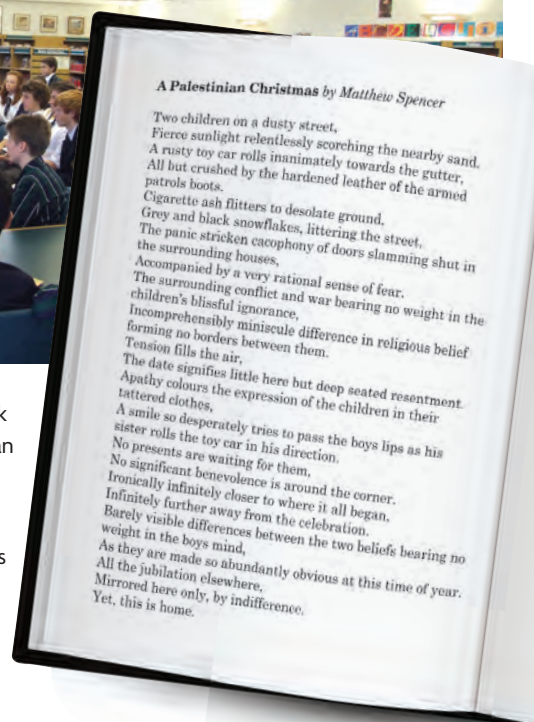 A Palestinian Christmas by Matthew Spencer
Two children on a dusty street,
Fierce sunlight relentlessly scorching the nearby sand.
A rusty toy car rolls inanimately towards the gutter,
All but crushed by the hardened leather of the armed
patrols boots.
Cigarette ash flitters to desolate ground,
Grey and black snowflakes, littering the street,
The panic stricken cacophony of doors slamming shut in
the surrounding houses,
Accompanied by a very rational sense of fear.
The surrounding conflict and war bearing no weight in the
children's blissful ignorance,
Incomprehensibly miniscule difference in religious belief
forming no borders between them.
Tension fills the air,
The date signifies little here but deep seated resentment.
Apathy colours the expression of the children in their
tattered clothes,
A smile so desperately tries to pass the boys lips as his
sister rolls the toy car in his direction.
No presents are waiting for them,
No significant benevolence is around the corner.
Ironically infinitely closer to where it all began,
Infinitely further away from the celebration.
Barely visible differences between the two beliefs bearing no
weight in the boys mind,
As they are made so abundantly obvious at this time of year.
All the jubilation elsewhere,
Mirrored here only, by indifference.
Yet, this is home.